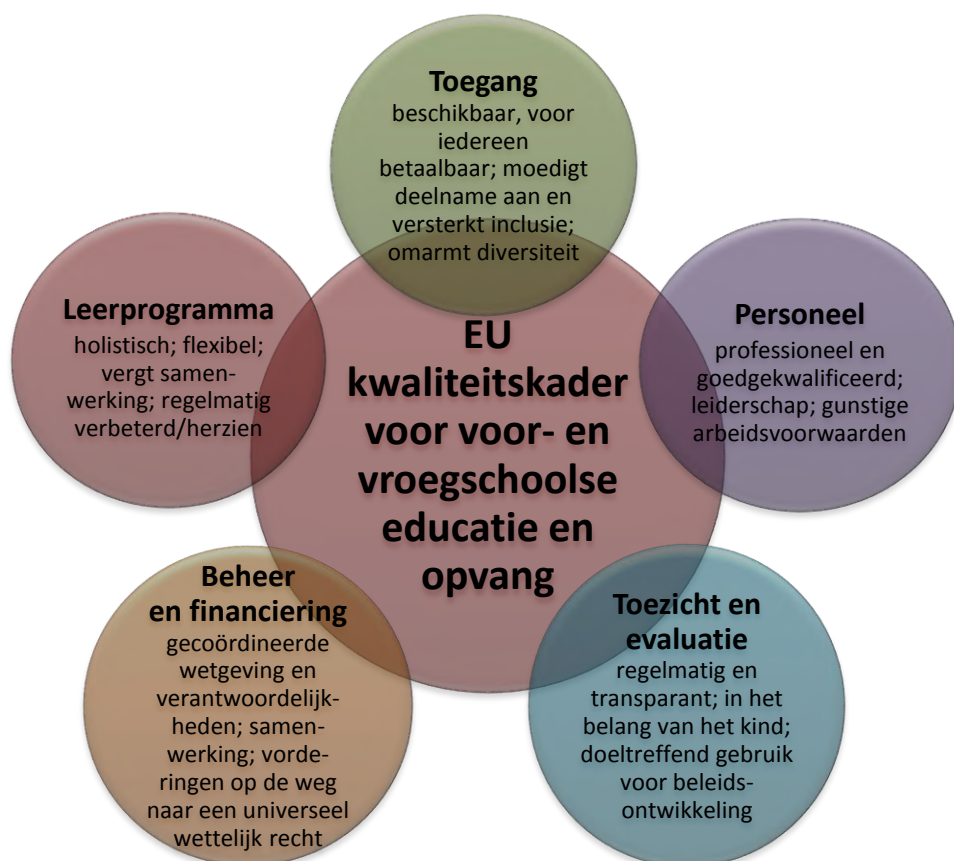 Toegang
beschikbaar, voor
iedereen
betaalbaar; moedigt
deelname aan en
versterkt inclusie;
omarmt diversiteit
Leerprogramma
holistisch; flexibel;
vergt samen-
werking; regelmatig
verbeterd/herzien
EU
kwaliteitskader
voor voor- en
vroegschoolse
educatie en
opvang
Personeel
professioneel en
goedgekwalificeerd;
leiderschap; gunstige
arbeidsvoorwaarden
Beheer
en financiering
gecoördineerde
wetgeving en
verantwoordelijk-
heden; samen-
werking; vorde-
ringen op de weg
naar een universeel
wettelijk recht
Toezicht en
evaluatie
regelmatig en
transparant; in het
belang van het kind;
doeltreffend gebruik
voor beleids-
ontwikkeling